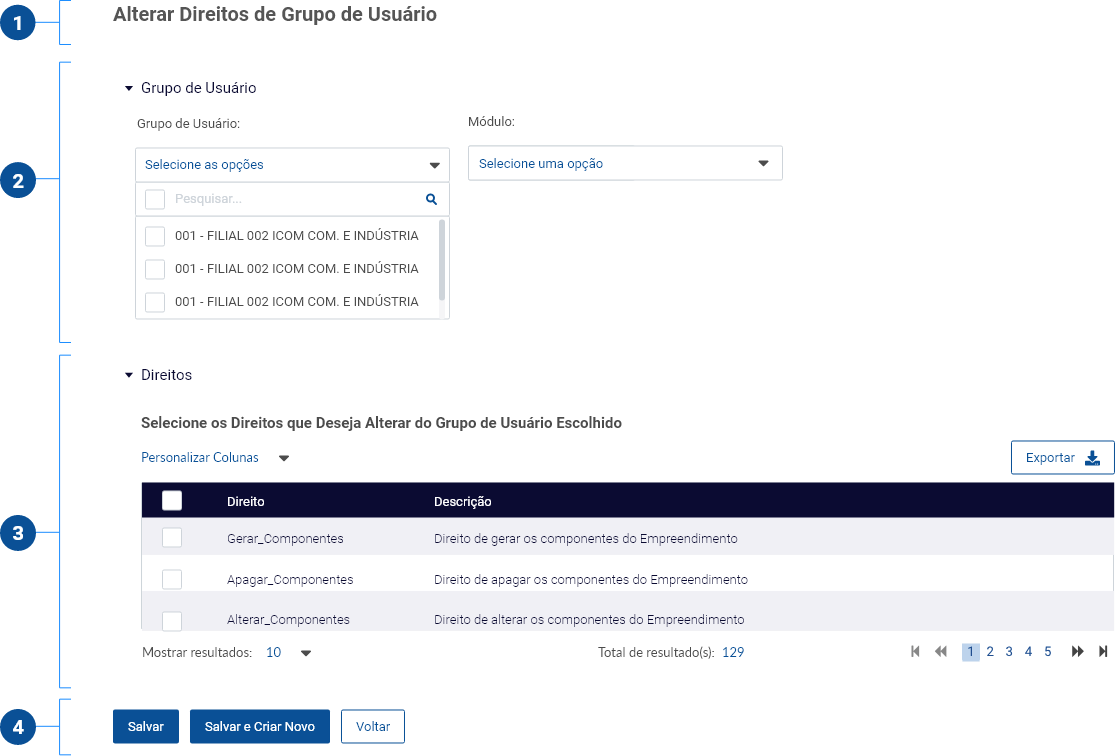 1
Alterar Direitos de Grupo de Usuário
2
Grupo de Usuário
Grupo de Usuário:
Módulo:
Selecione as opções
Selecione uma opção
Pesquisar...
001 - FILIAL 002 ICOM COM. E INDÚSTRIA
001 - FILIAL 002 ICOM COM. E INDÚSTRIA
001 - FILIAL 002 ICOM COM. E INDÚSTRIA
3
Direitos
Selecione os Direitos que Deseja Alterar do Grupo de Usuário Escolhido
Personalizar Colunas
Exportar
Direito Descrição
Gerar_Componentes Direito de gerar os componentes do Empreendimento
Apagar_Componentes Direito de apagar os componentes do Empreendimento
Alterar_Componentes Direito de alterar os componentes do Empreendimento
Mostrar resultados: 10 Total de resultado(s): 129 1 2 3 4 5
4
Salvar Salvar e Criar Novo Voltar